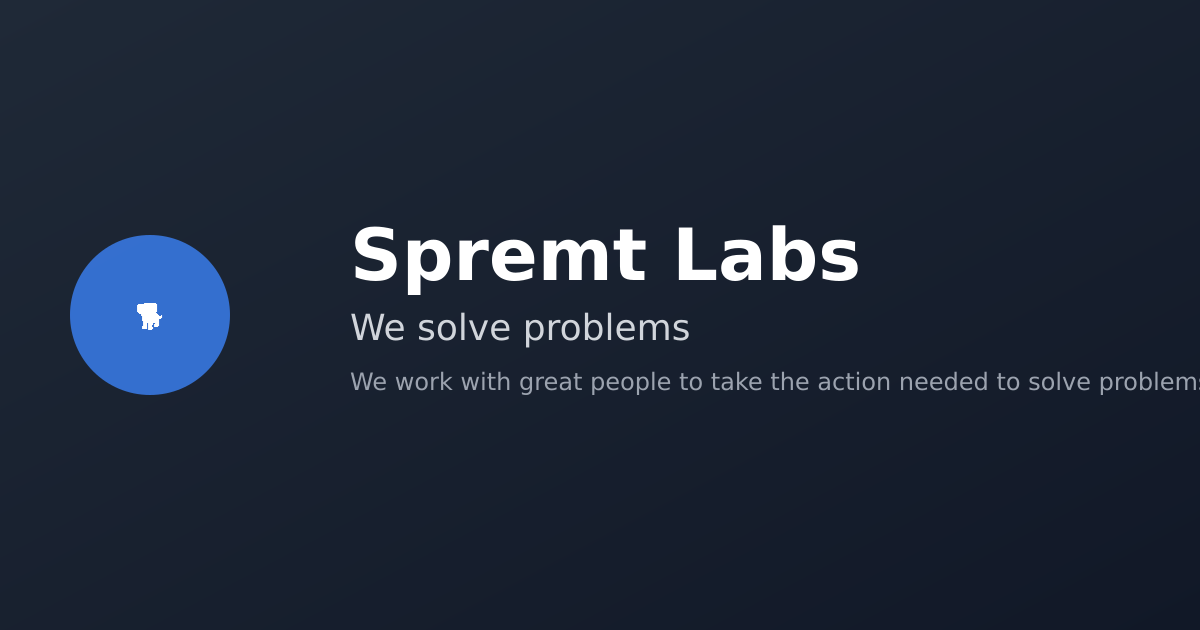 Spremt Labs
We solve problems
We work with great people to take the action needed to solve problems